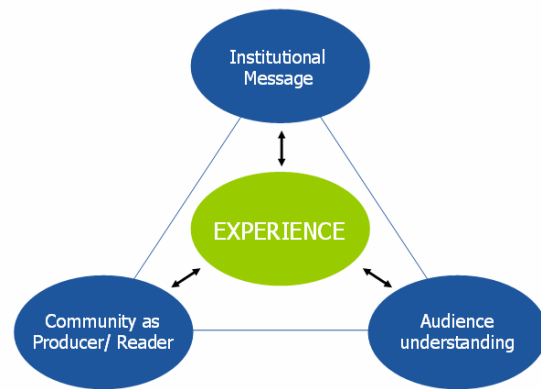 Institutional
Message
EXPERIENCE
Community as
Producer/ Reader
Audience
understanding